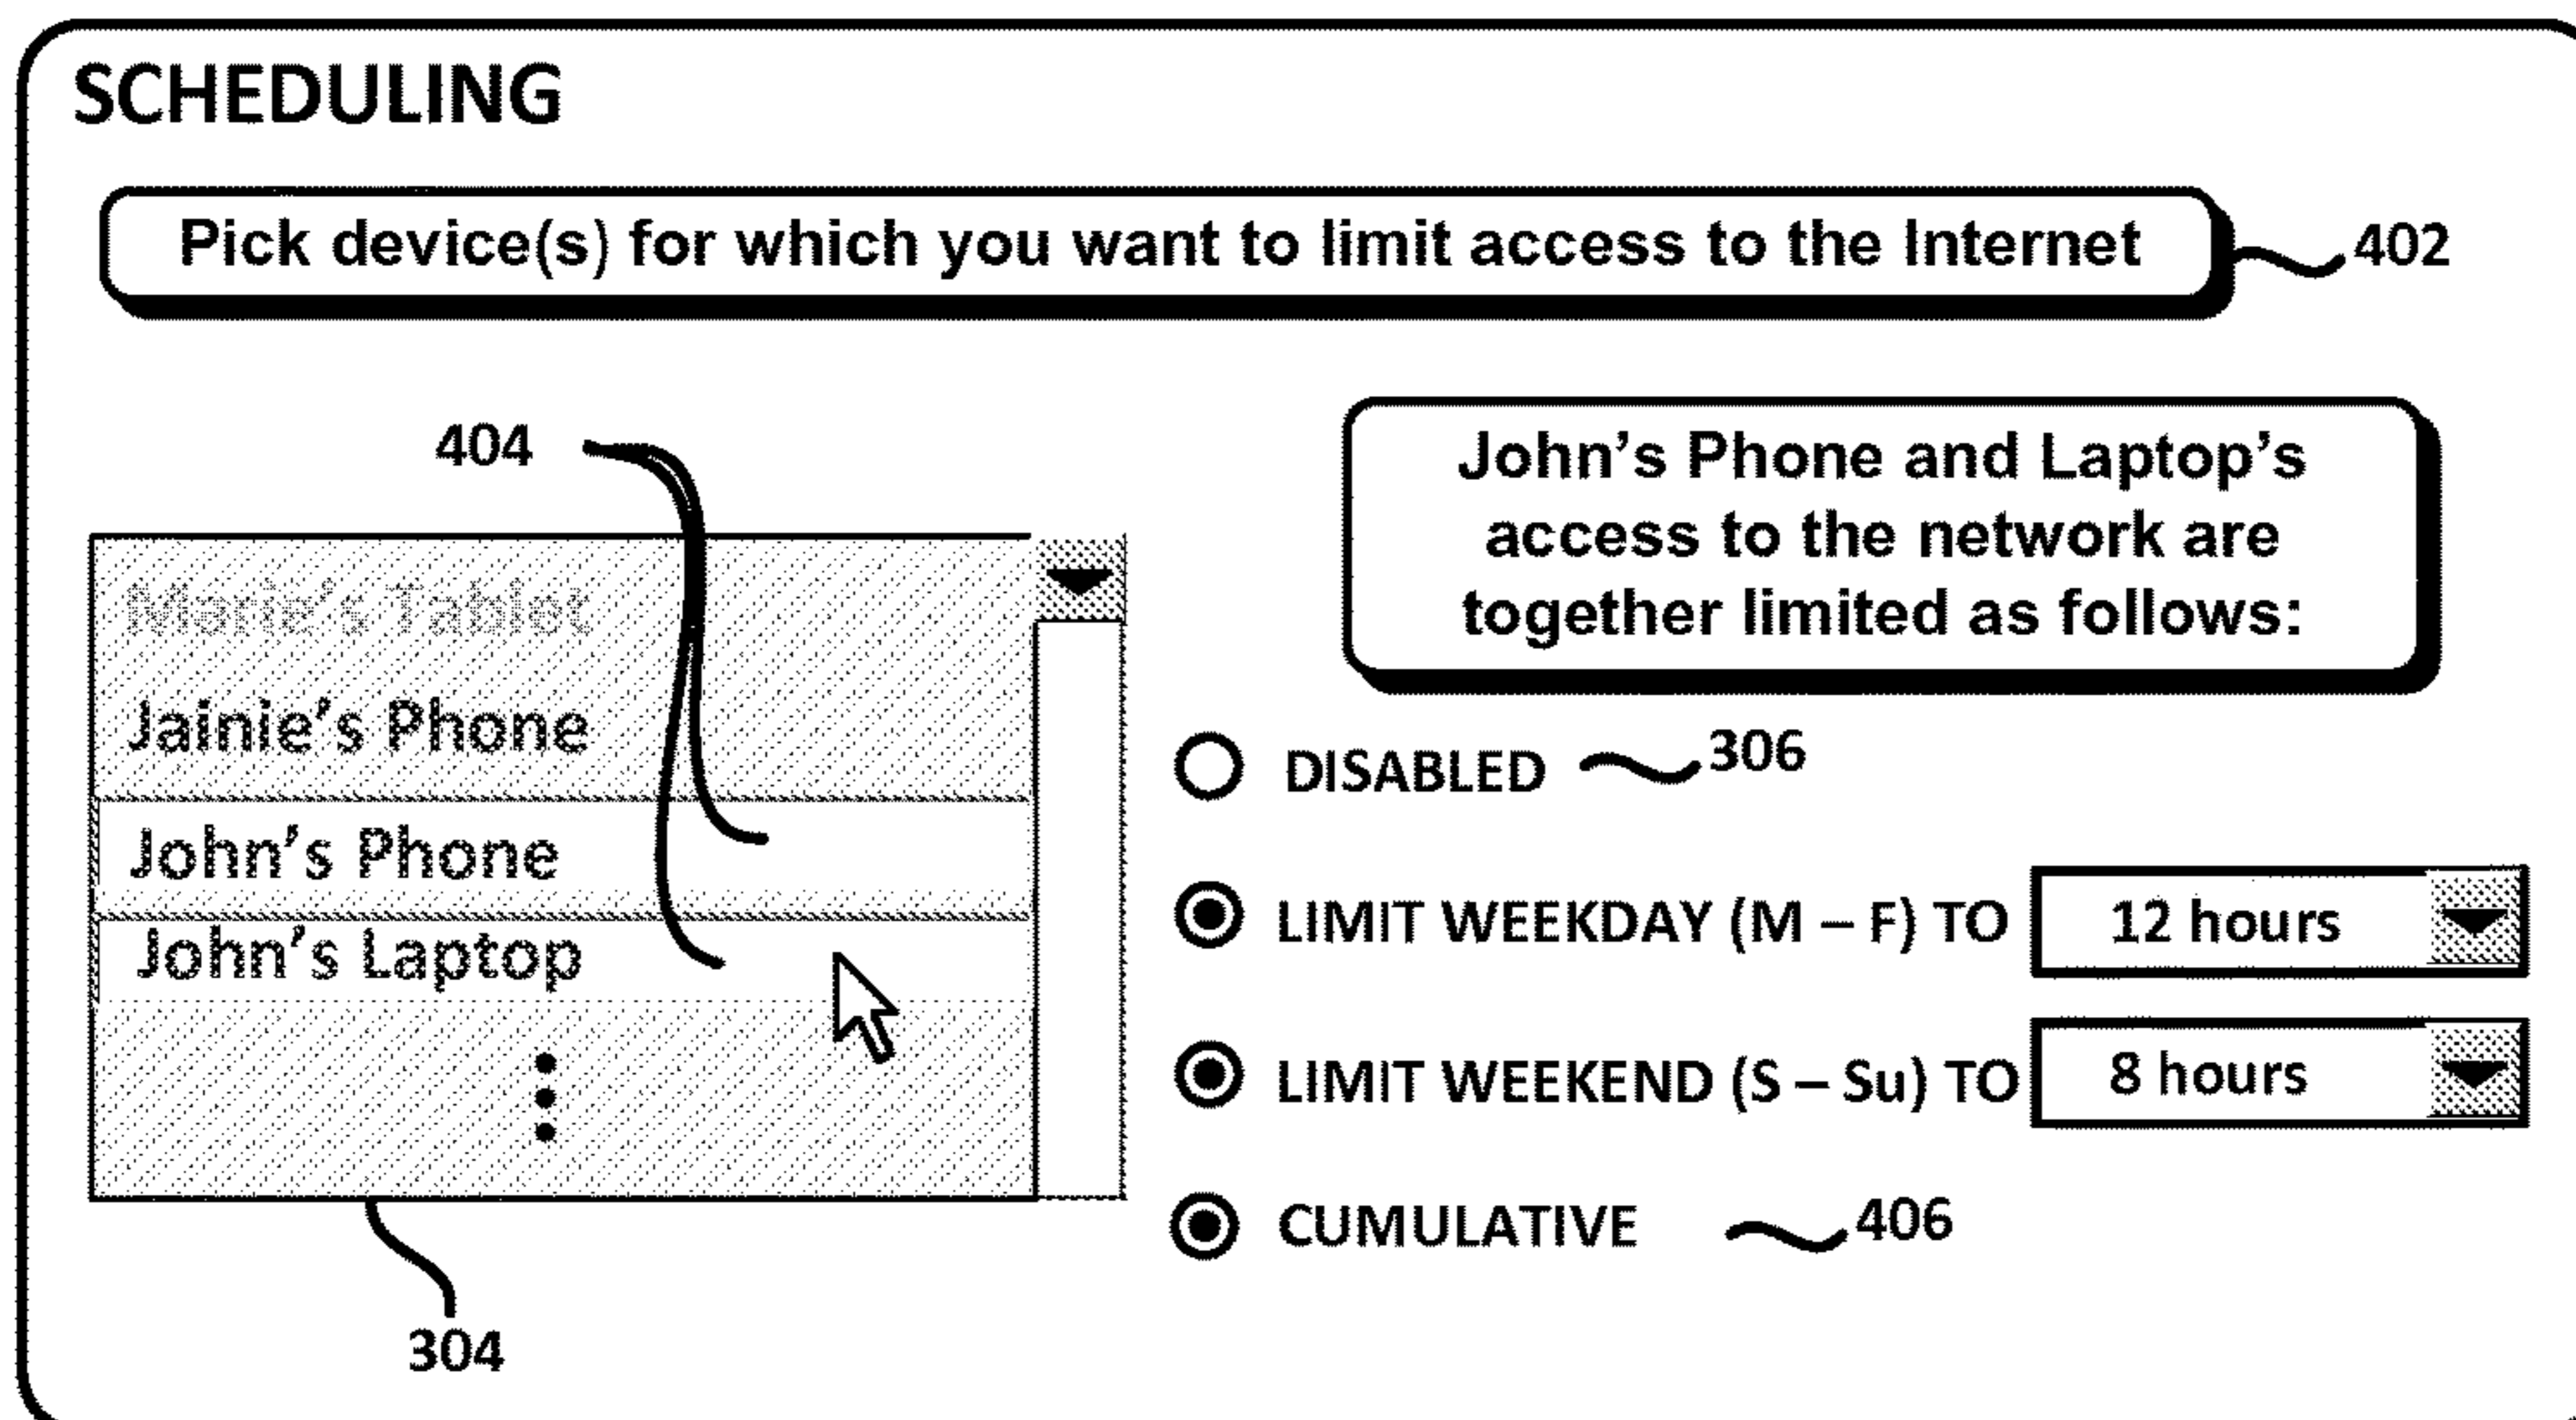 SCHEDULING
Pick device(s) for which you want to limit access to the Internet
402
404
Marie's Tablet
Jainie's Phone
John's Phone
John's Laptop
304
John's Phone and Laptop's
access to the network are
together limited as follows:
DISABLED
306
LIMIT WEEKDAY (M – F) TO
12 hours
LIMIT WEEKEND (S – Su) TO
8 hours
CUMULATIVE
406